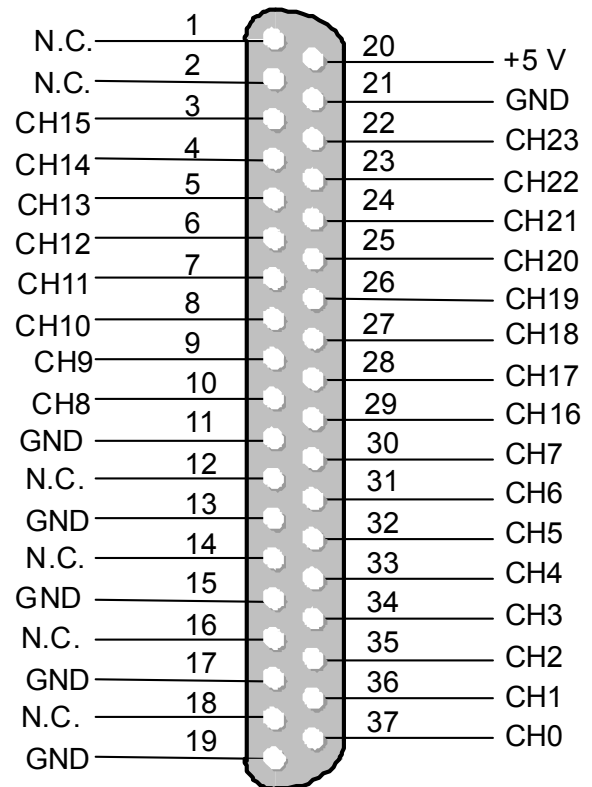 N.C. 1
N.C. 2
CH15 3
CH14 4
CH13 5
CH12 6
CH11 7
CH10 8
CH9 9
CH8 10
GND 11
N.C. 12
GND 13
N.C. 14
GND 15
N.C. 16
GND 17
N.C. 18
GND 19
20 +5 V
21 GND
22 CH23
23 CH22
24 CH21
25 CH20
26 CH19
27 CH18
28 CH17
29 CH16
30 CH7
31 CH6
32 CH5
33 CH4
34 CH3
35 CH2
36 CH1
37 CH0